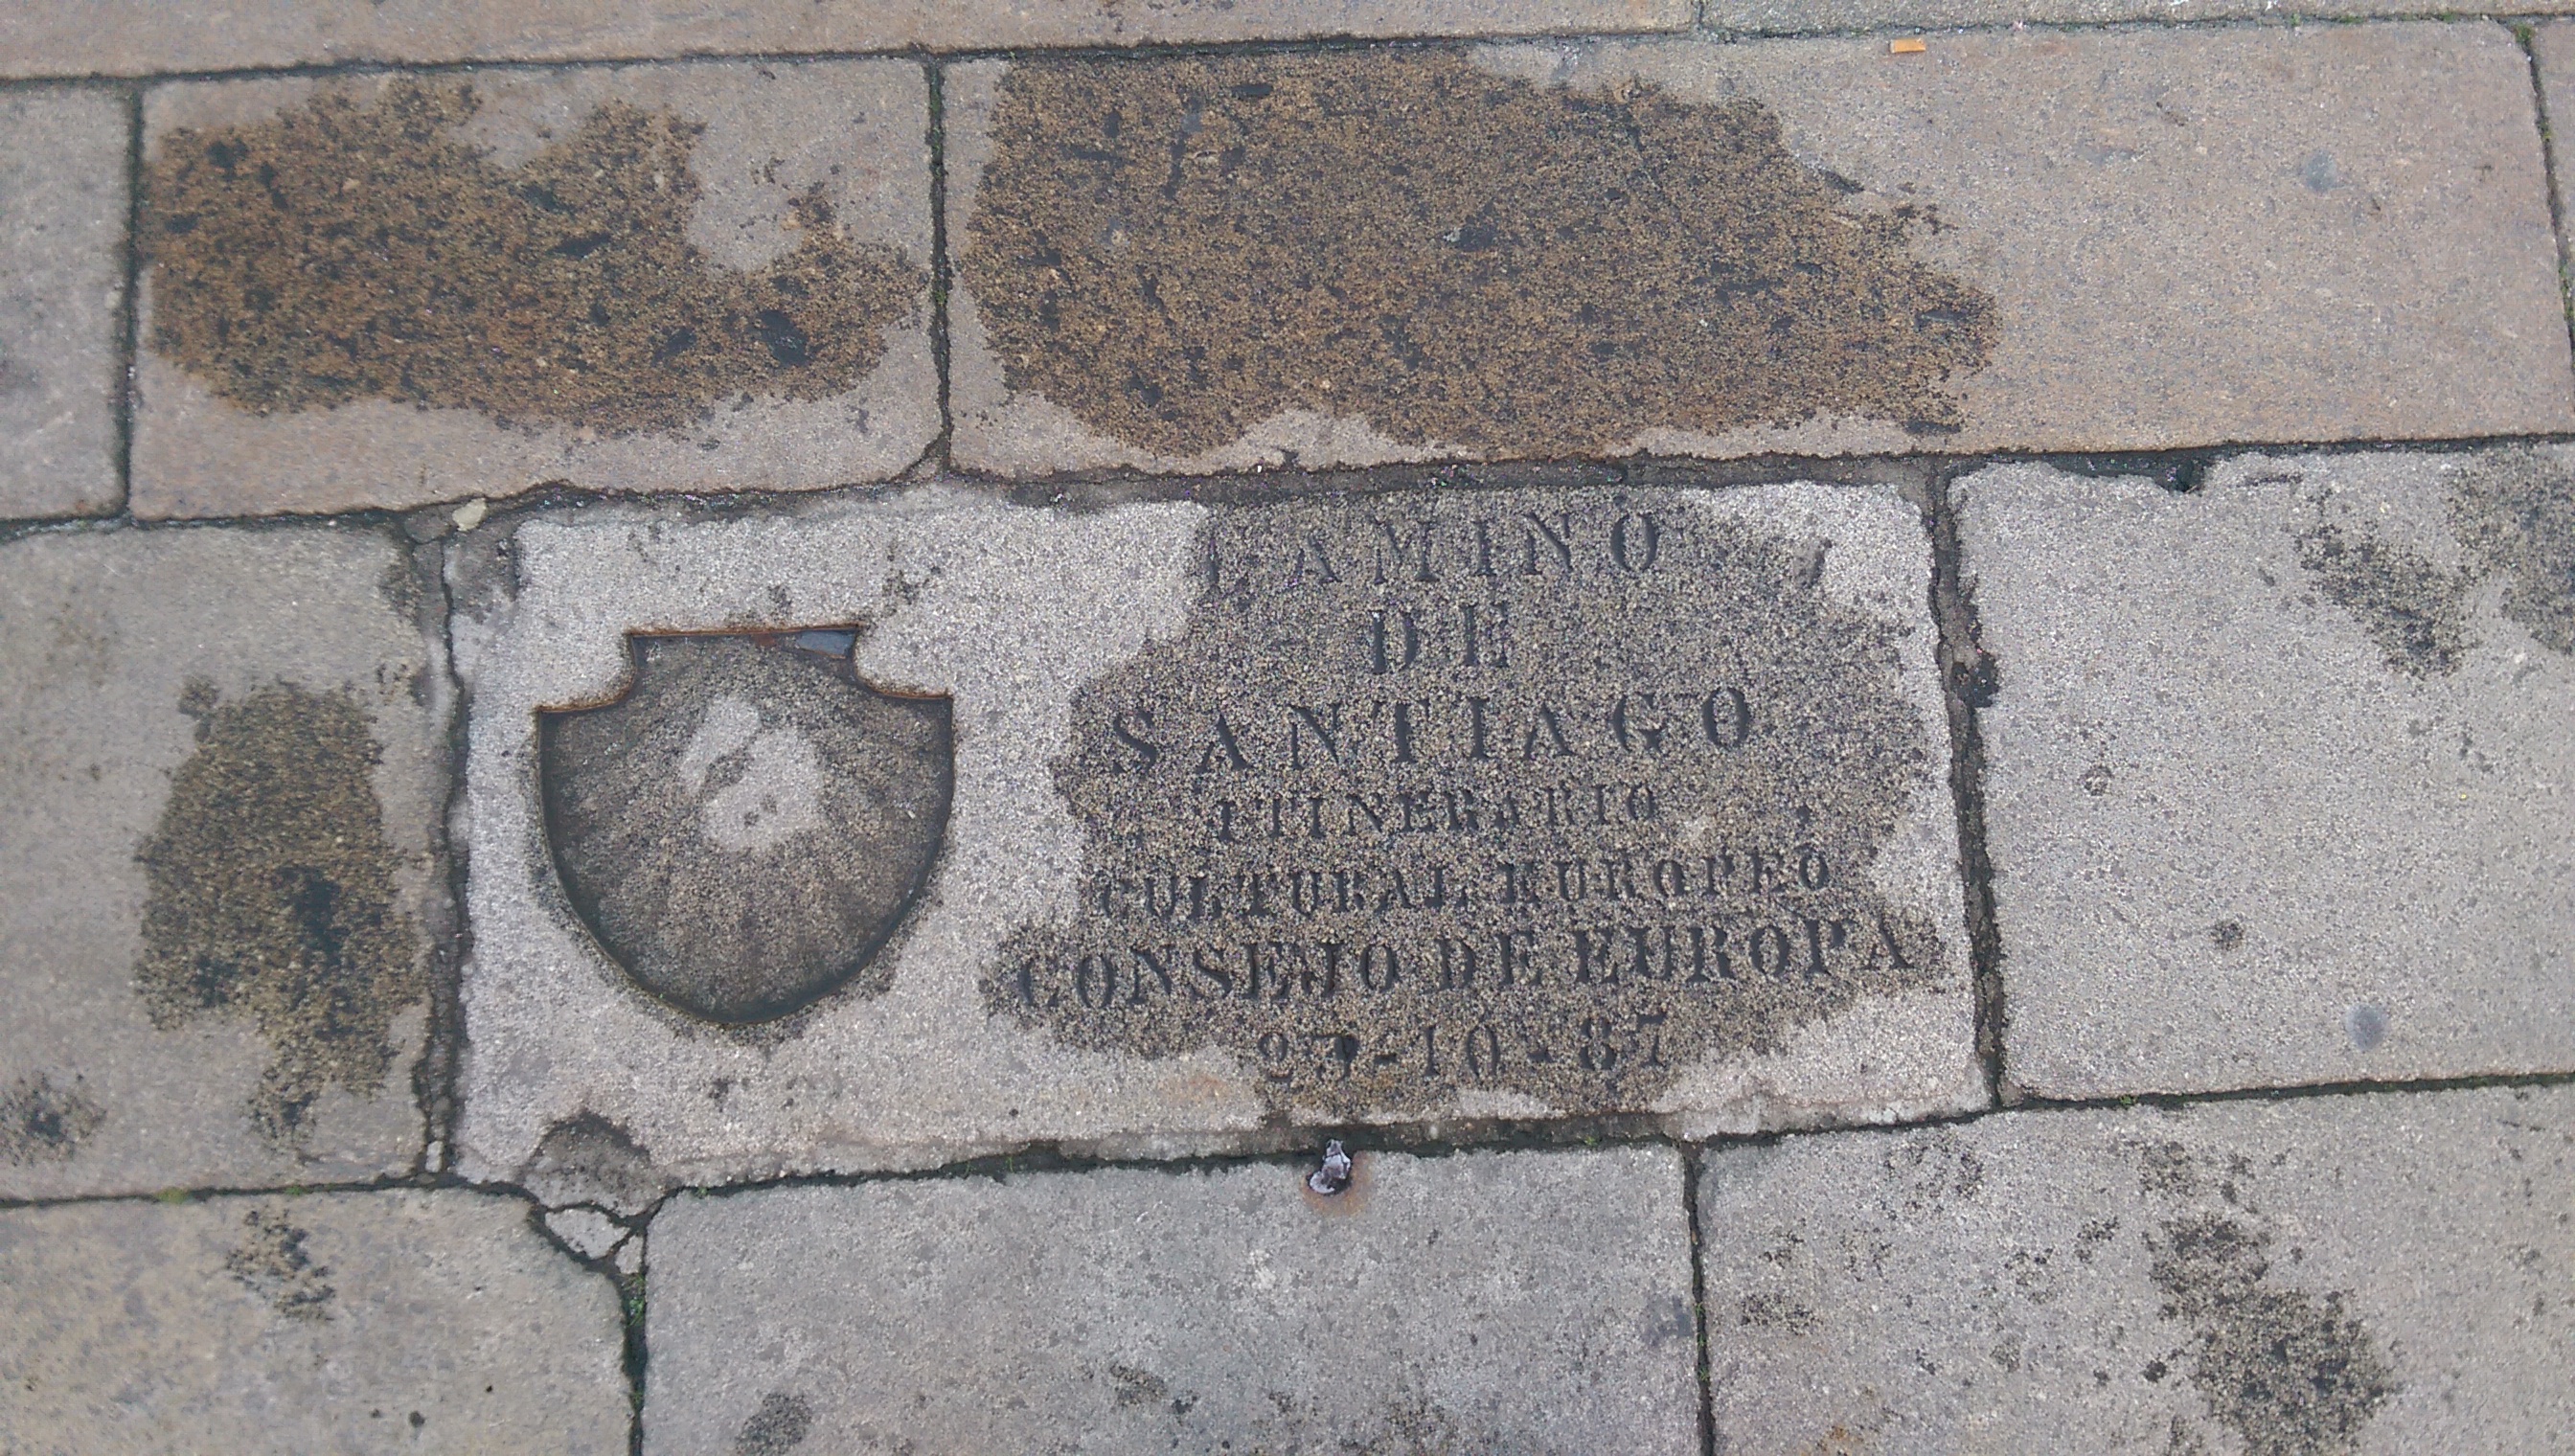 CAMINO
DE
SANTIAGO
ITINERARIO
CULTURAL EUROPEO
CONSEJO DE EUROPA
23-10-87